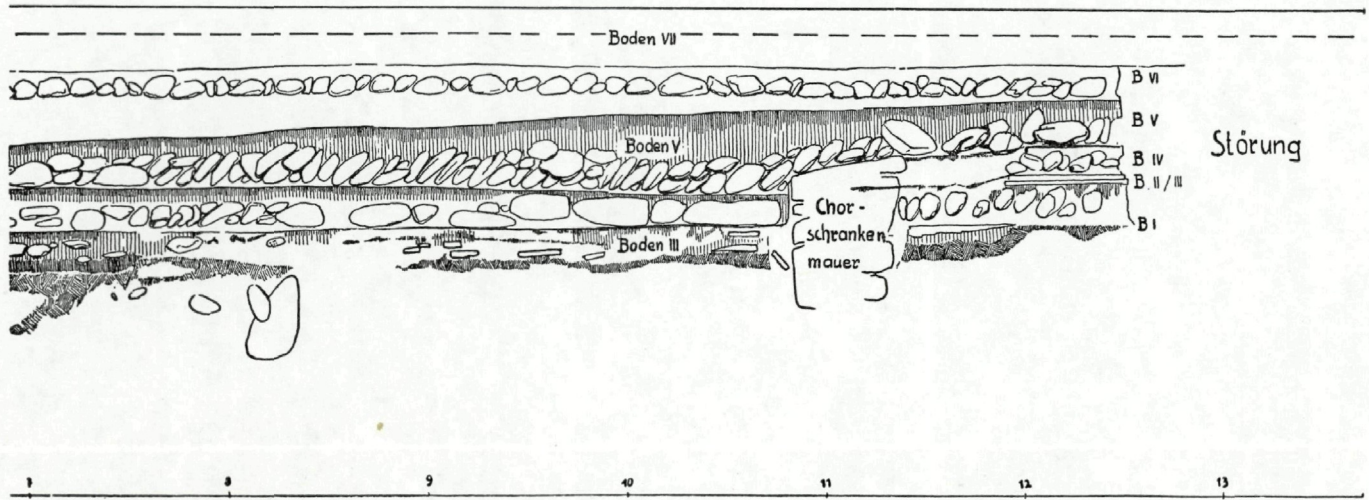 Boden VII
B VI
B V
Boden V
Störung
B IV
B. II / III
Chor-
schranken-
mauer
B I
Boden III
7 8 9 10 11 12 13